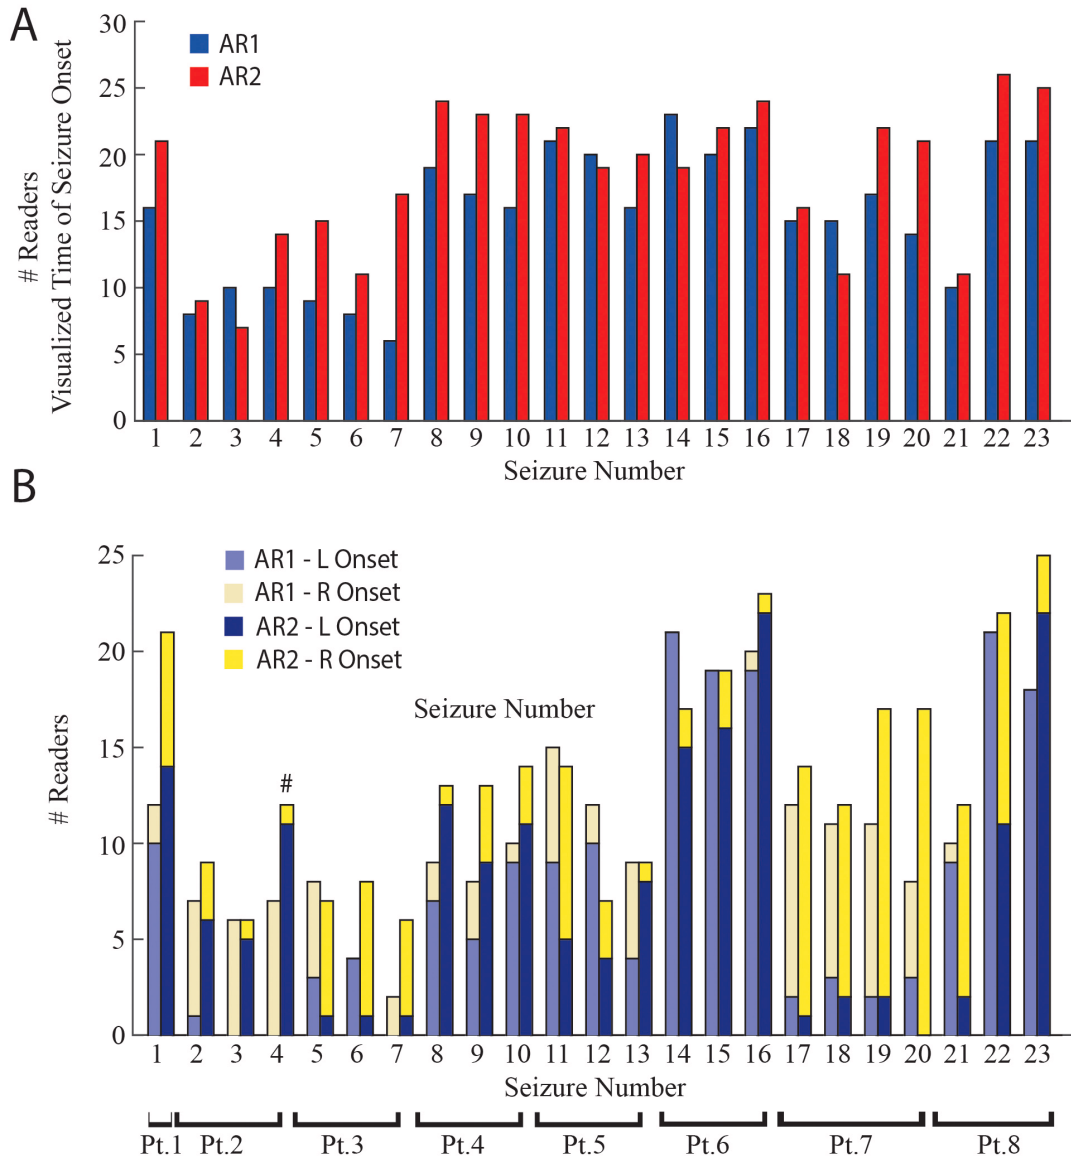 A
# Readers
Visualized Time of Seizure Onset
30
25
20
15
10
5
0
AR1
AR2
1 2 3 4 5 6 7 8 9 10 11 12 13 14 15 16 17 18 19 20 21 22 23
Seizure Number
B
# Readers
25
20
15
10
5
0
AR1 - L Onset
AR1 - R Onset
AR2 - L Onset
AR2 - R Onset
Seizure Number
#
1 2 3 4 5 6 7 8 9 10 11 12 13 14 15 16 17 18 19 20 21 22 23
Seizure Number
Pt.1 Pt.2 Pt.3 Pt.4 Pt.5 Pt.6 Pt.7 Pt.8